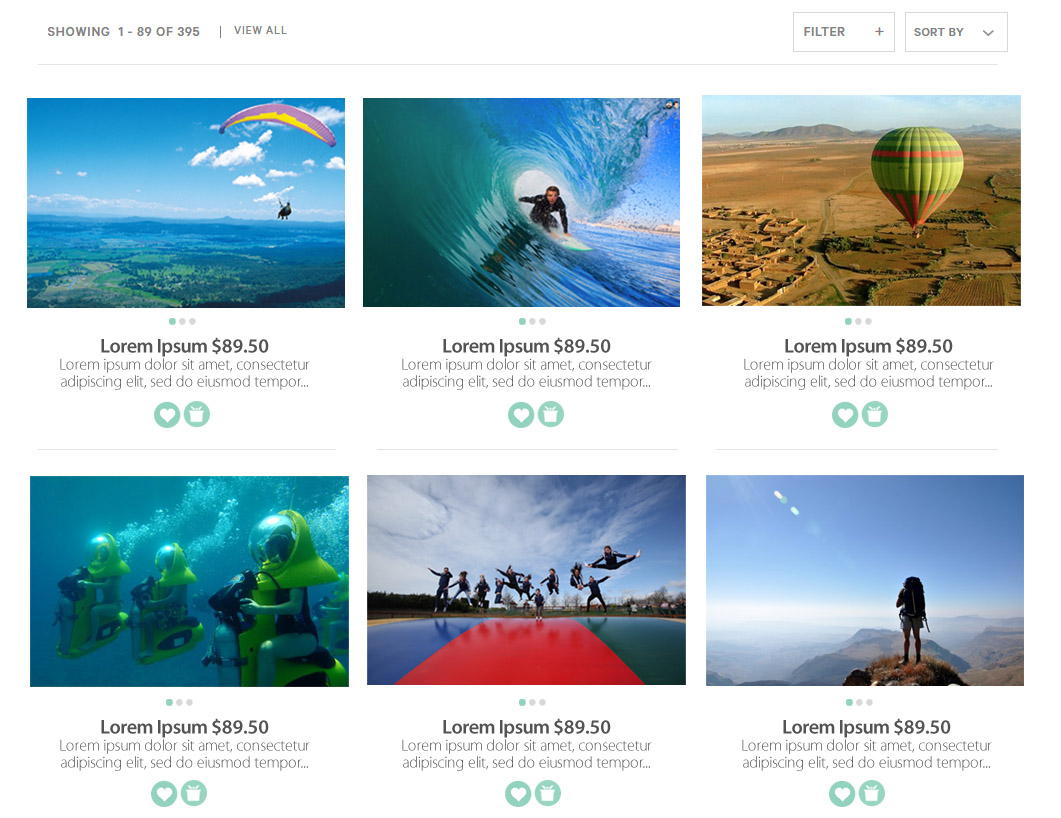 SHOWING 1 - 89 OF 395 | VIEW ALL
FILTER +
SORT BY
Lorem Ipsum $89.50
Lorem ipsum dolor sit amet, consectetur
adipiscing elit, sed do eiusmod tempor...
Lorem Ipsum $89.50
Lorem ipsum dolor sit amet, consectetur
adipiscing elit, sed do eiusmod tempor...
Lorem Ipsum $89.50
Lorem ipsum dolor sit amet, consectetur
adipiscing elit, sed do eiusmod tempor...
Lorem Ipsum $89.50
Lorem ipsum dolor sit amet, consectetur
adipiscing elit, sed do eiusmod tempor...
Lorem Ipsum $89.50
Lorem ipsum dolor sit amet, consectetur
adipiscing elit, sed do eiusmod tempor...
Lorem Ipsum $89.50
Lorem ipsum dolor sit amet, consectetur
adipiscing elit, sed do eiusmod tempor...